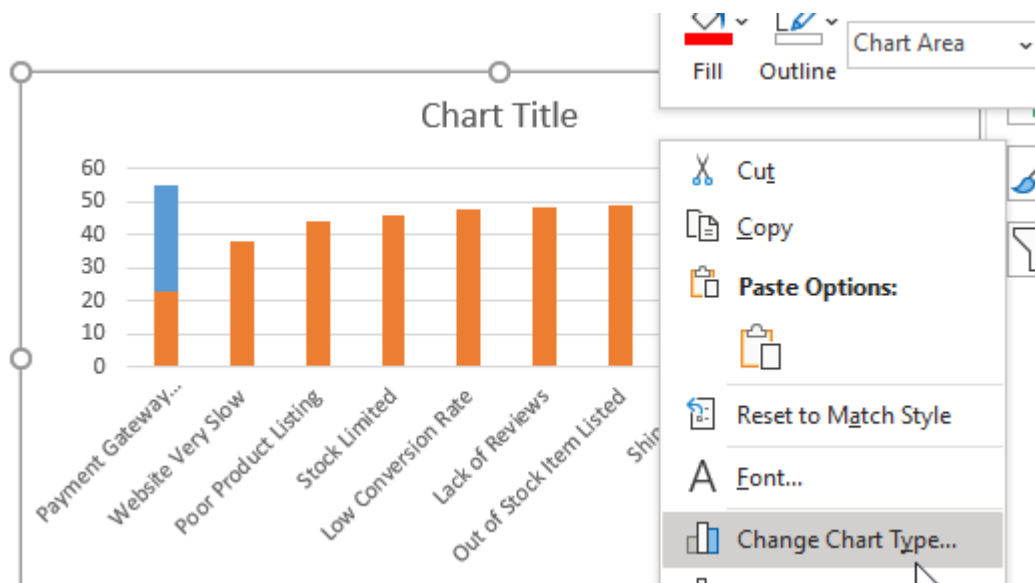 Fill
Outline
Chart Area
Chart Title
60
50
40
30
20
10
0
Payment Gateway...
Website Very Slow
Poor Product Listing
Stock Limited
Low Conversion Rate
Lack of Reviews
Out of Stock Item Listed
Cut
Copy
Paste Options:
Reset to Match Style
Font...
Change Chart Type...